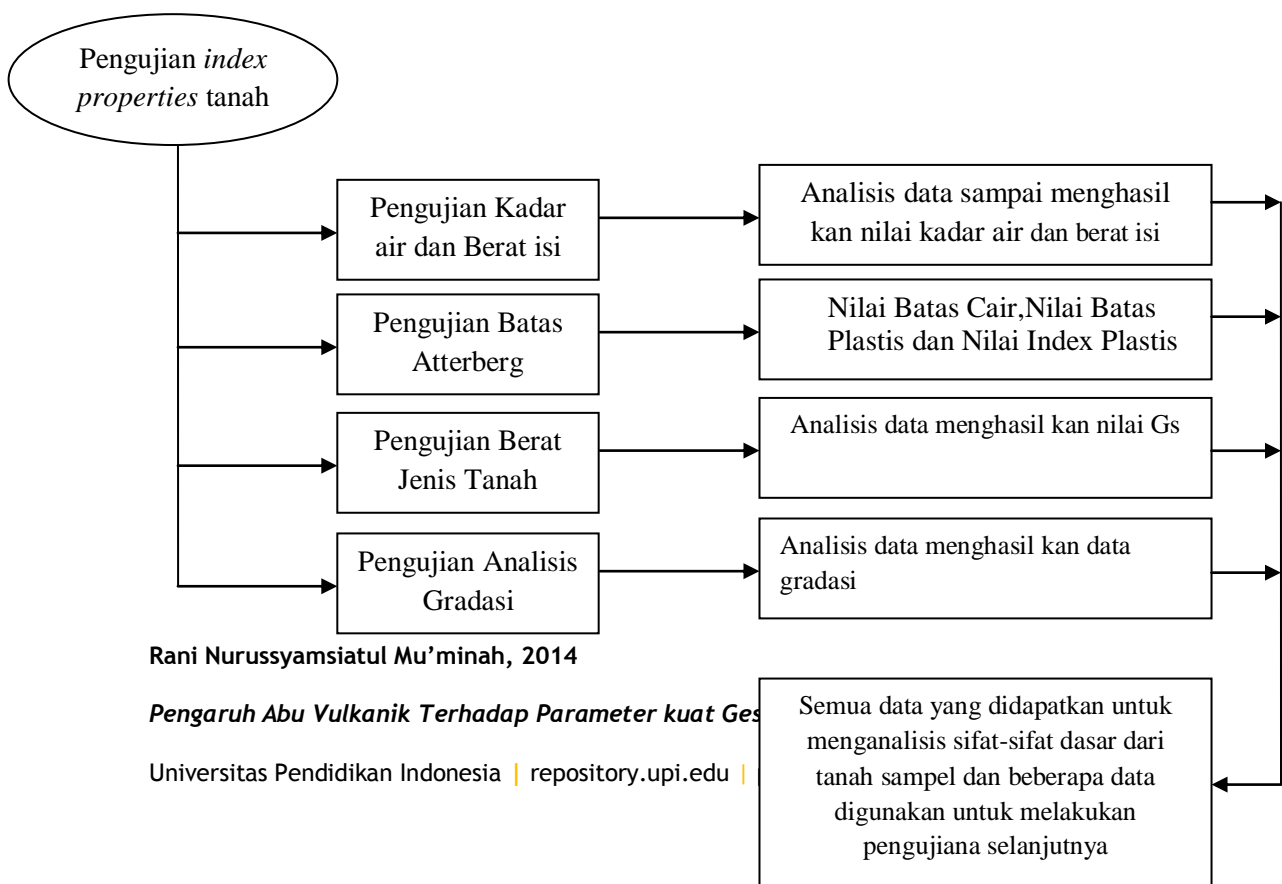 Pengujian index
properties tanah
Pengujian Kadar
air dan Berat isi
Analisis data sampai menghasil
kan nilai kadar air dan berat isi
Pengujian Batas
Atterberg
Nilai Batas Cair,Nilai Batas
Plastis dan Nilai Index Plastis
Pengujian Berat
Jenis Tanah
Analisis data menghasil kan nilai Gs
Pengujian Analisis
Gradasi
Analisis data menghasil kan data
gradasi
Rani Nurussyamsiatul Mu’minah, 2014
Pengaruh Abu Vulkanik Terhadap Parameter kuat Ges
Universitas Pendidikan Indonesia | repository.upi.edu |
Semua data yang didapatkan untuk
menganalisis sifat-sifat dasar dari
tanah sampel dan beberapa data
digunakan untuk melakukan
pengujiana selanjutnya